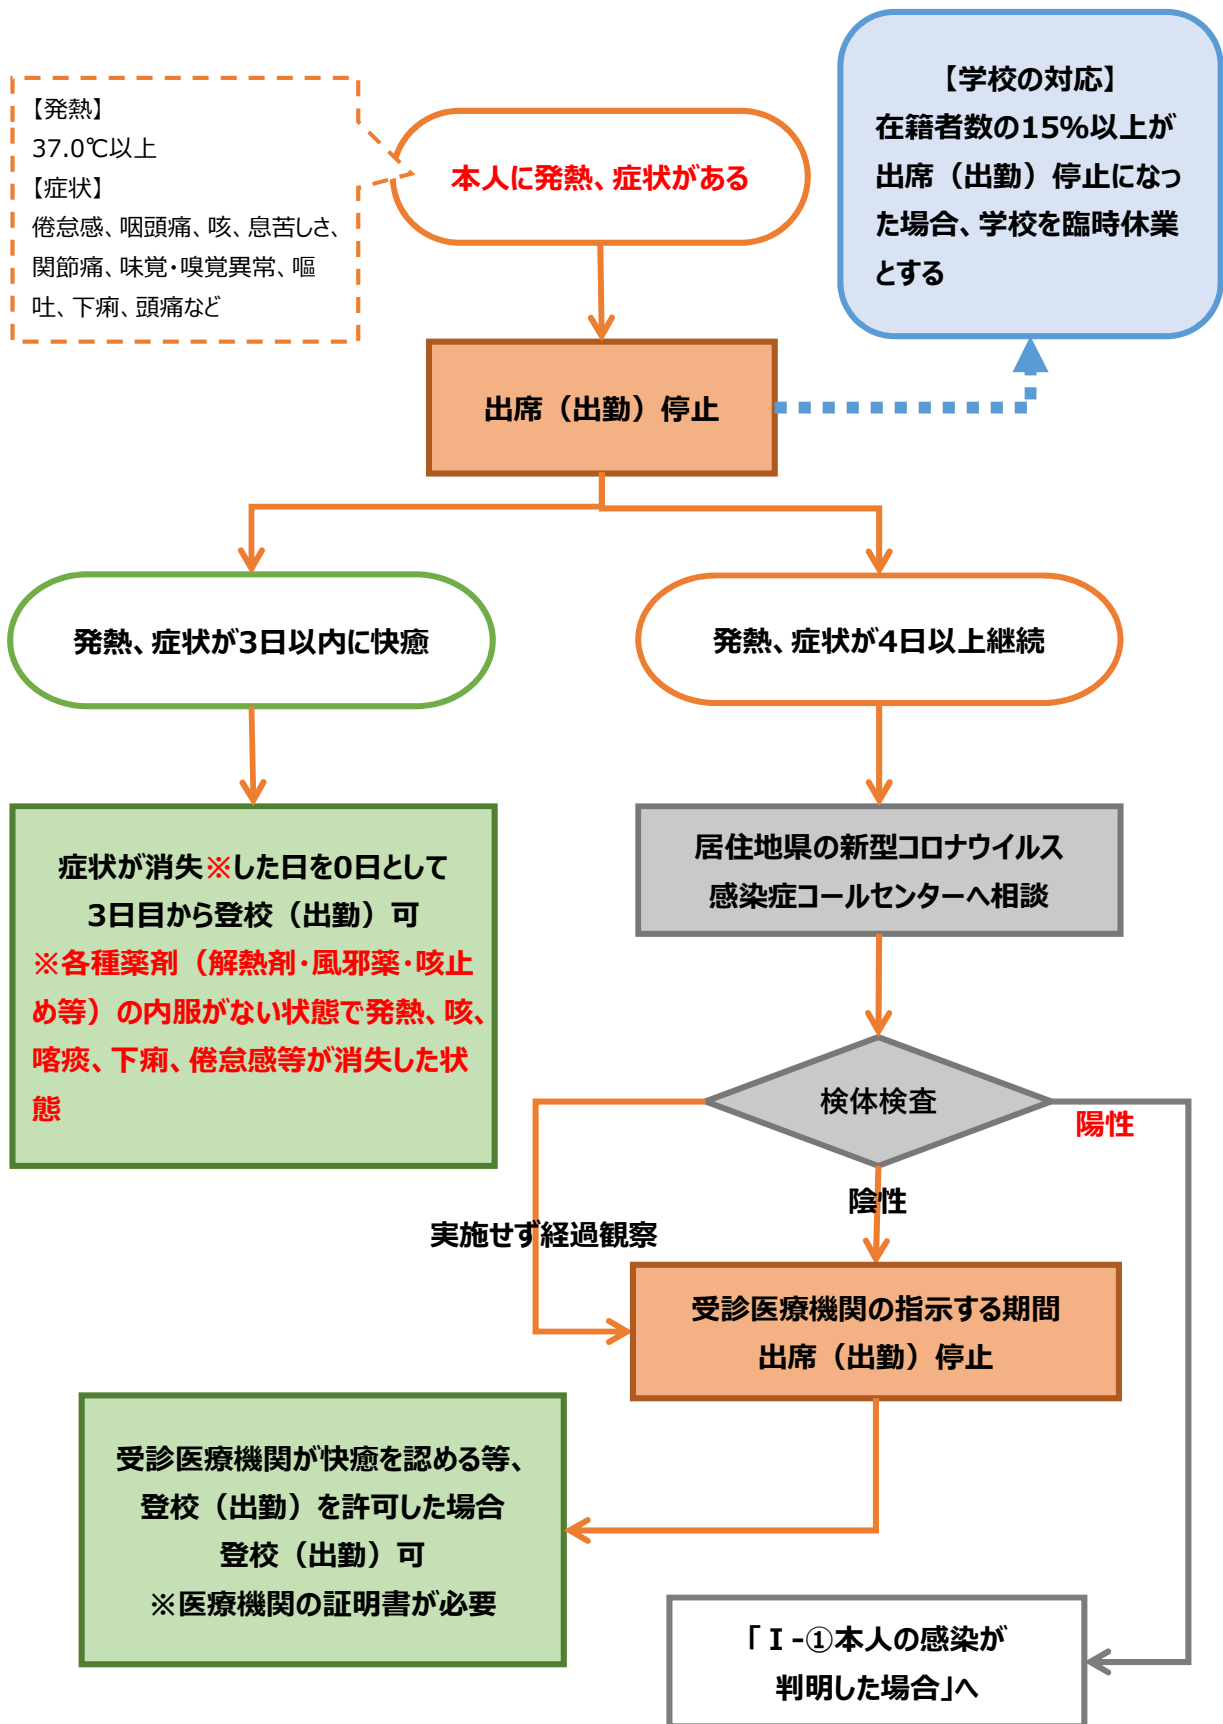 【学校の対応】
在籍者数の15%以上が
出席（出勤）停止になっ
た場合、学校を臨時休業
とする
【発熱】
37.0℃以上
【症状】
倦怠感、咽頭痛、咳、息苦しさ、
関節痛、味覚・嗅覚異常、嘔
吐、下痢、頭痛など
本人に発熱、症状がある
出席（出勤）停止
発熱、症状が3日以内に快癒
発熱、症状が4日以上継続
症状が消失※した日を0日として
3日目から登校（出勤）可
※各種薬剤（解熱剤・風邪薬・咳止
め等）の内服がない状態で発熱、咳、
喀痰、下痢、倦怠感等が消失した状
態
居住地県の新型コロナウイルス
感染症コールセンターへ相談
検体検査
陽性
陰性
実施せず経過観察
受診医療機関の指示する期間
出席（出勤）停止
受診医療機関が快癒を認める等、
登校（出勤）を許可した場合
登校（出勤）可
※医療機関の証明書が必要
「Ⅰ-①本人の感染が
判明した場合」へ